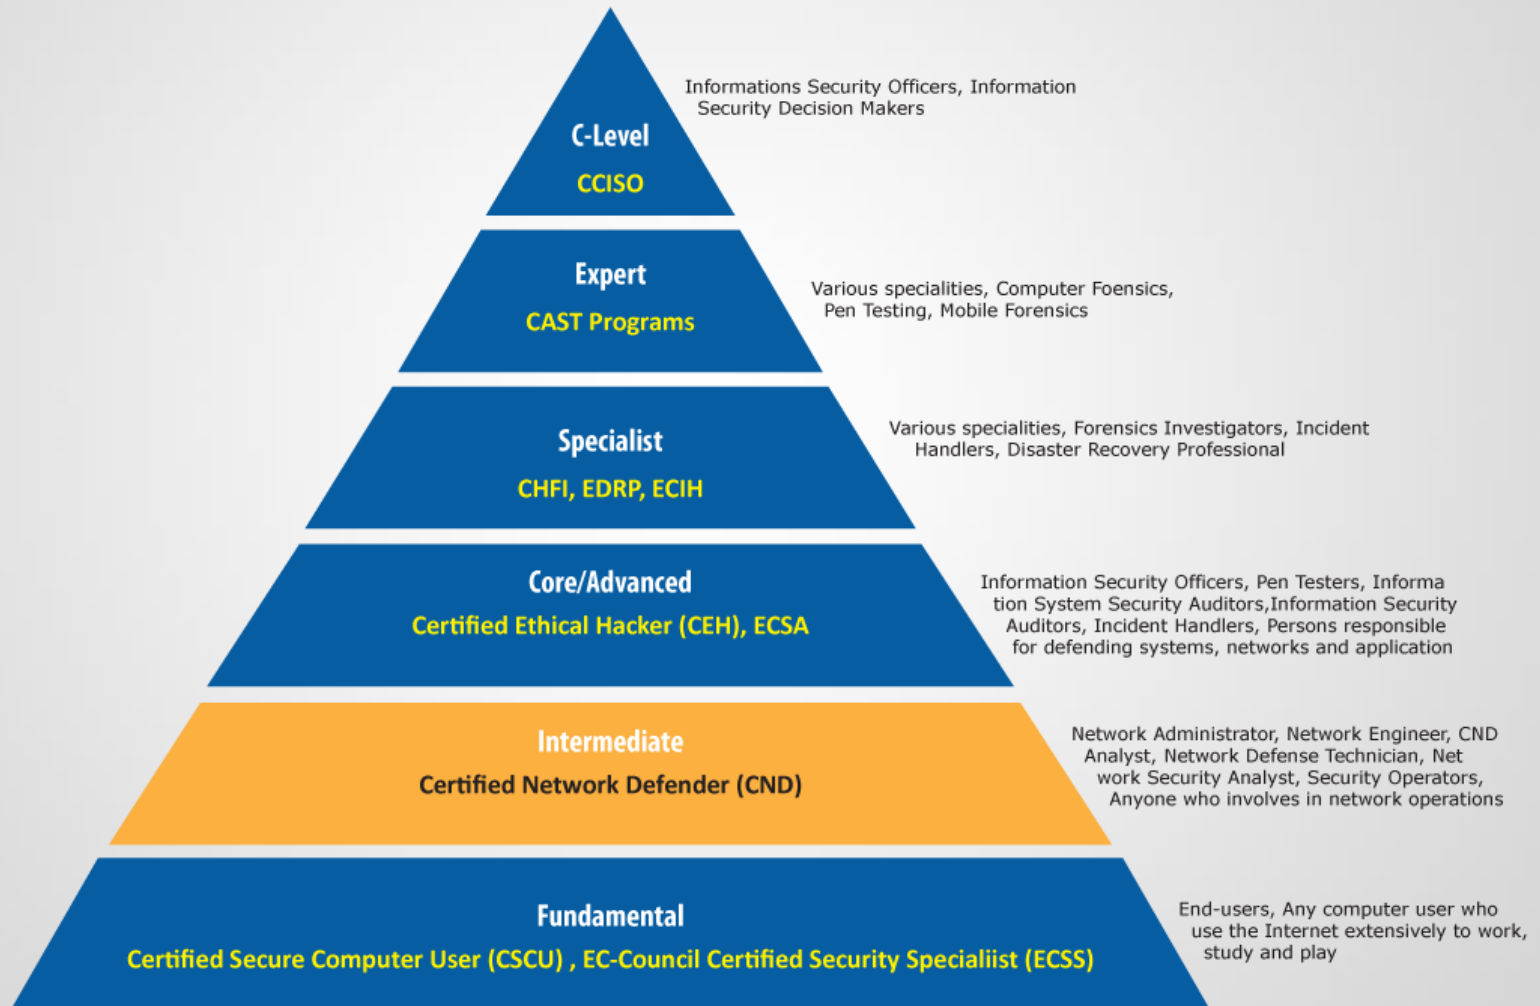 Informations Security Officers, Information
Security Decision Makers
C-Level
CCISO
Expert
CAST Programs
Various specialities, Computer Foensics,
Pen Testing, Mobile Forensics
Specialist
CHFI, EDRP, ECIH
Various specialities, Forensics Investigators, Incident
Handlers, Disaster Recovery Professional
Core/Advanced
Certified Ethical Hacker (CEH), ECSA
Information Security Officers, Pen Testers, Informa
tion System Security Auditors,Information Security
Auditors, Incident Handlers, Persons responsible
for defending systems, networks and application
Intermediate
Certified Network Defender (CND)
Network Administrator, Network Engineer, CND
Analyst, Network Defense Technician, Net
work Security Analyst, Security Operators,
Anyone who involves in network operations
Fundamental
Certified Secure Computer User (CSCU) , EC-Council Certified Security Specialiist (ECSS)
End-users, Any computer user who
use the Internet extensively to work,
study and play